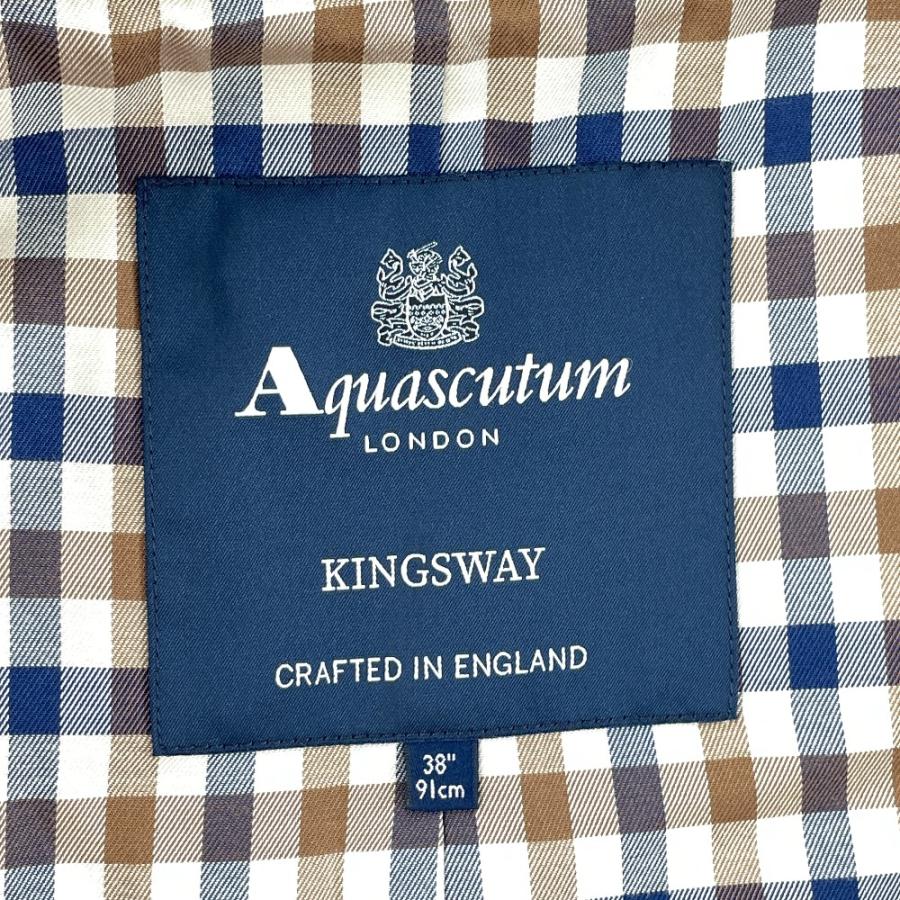 Aquascutum
LONDON
KINGSWAY
CRAFTED IN ENGLAND
38"
91cm